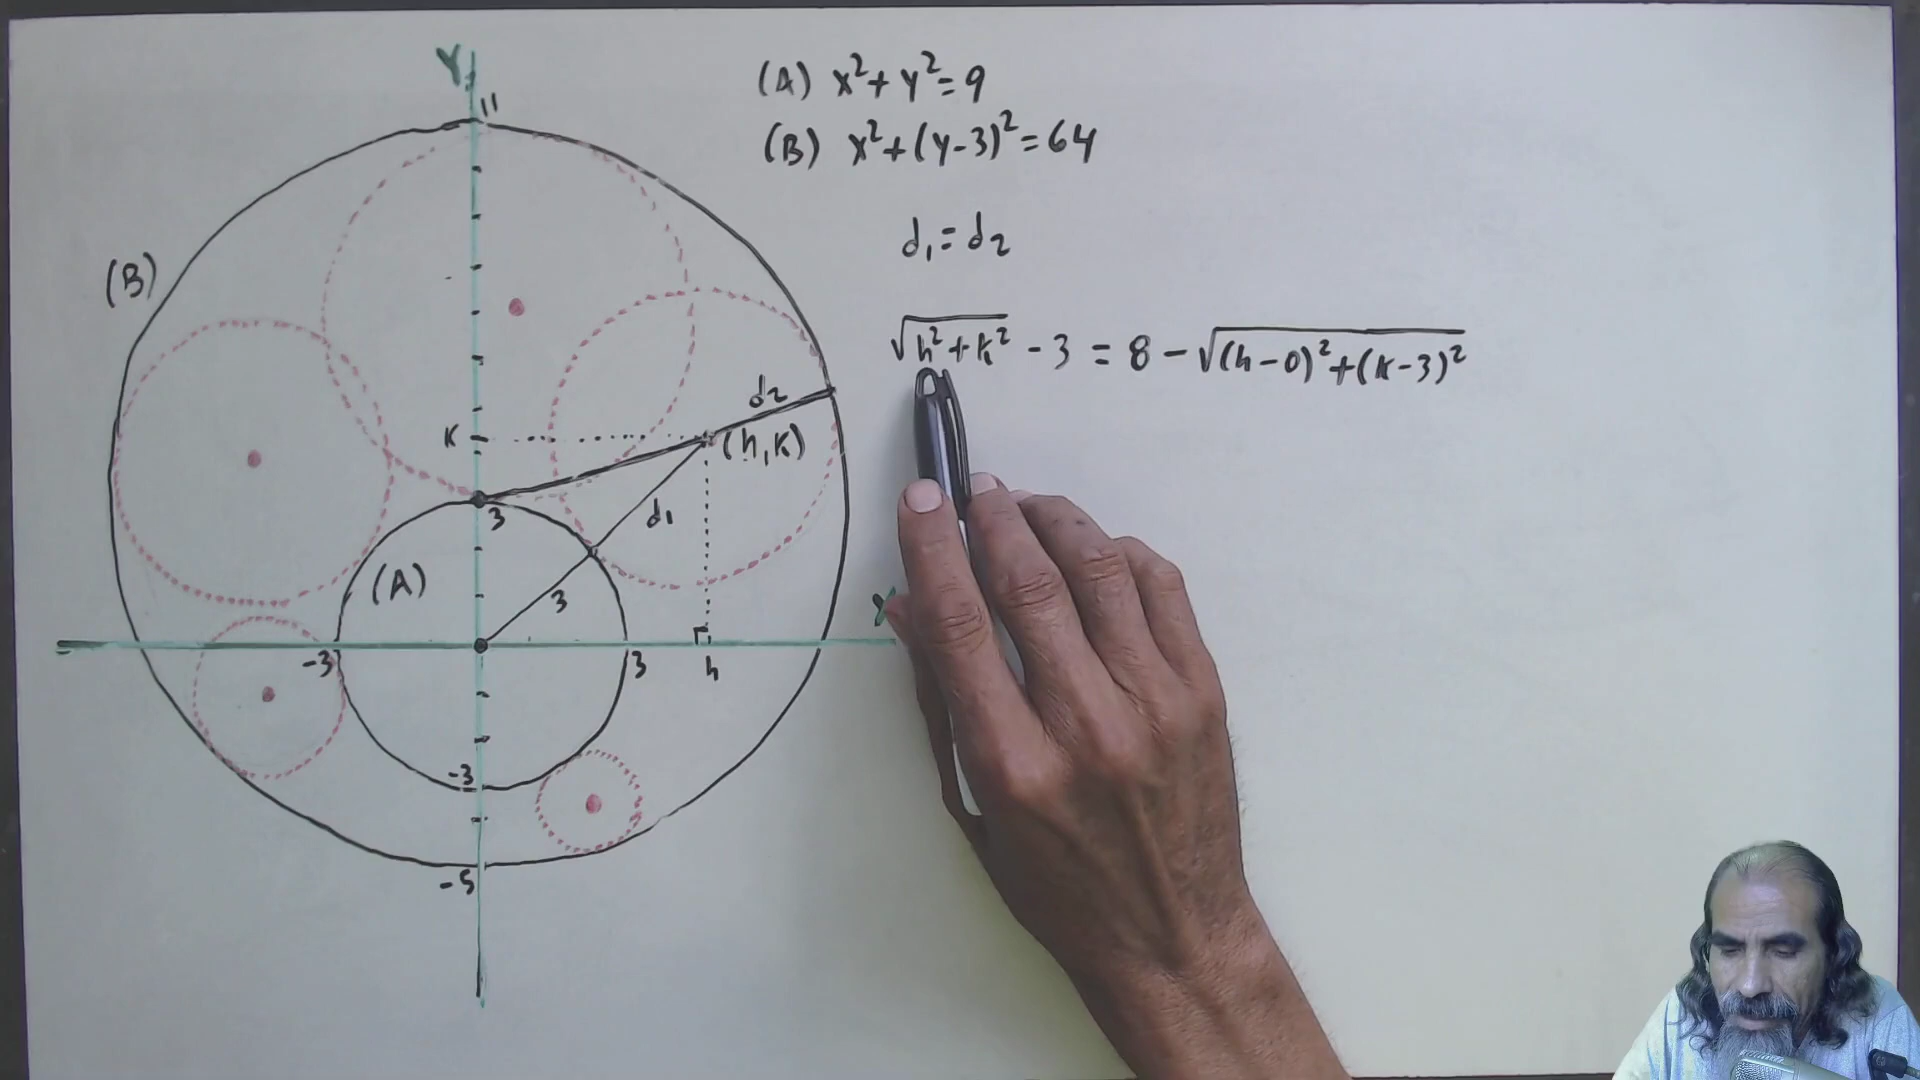 Y
11
(A) x²+y²=9
(B) x²+(y-3)²=64
d₁=d₂
(B)
√(h²+k²) - 3 = 8 - √((h-0)²+(k-3)²)
d₂
K
(h,K)
3
d₁
(A)
3
X
-3
3
h
-3
-5